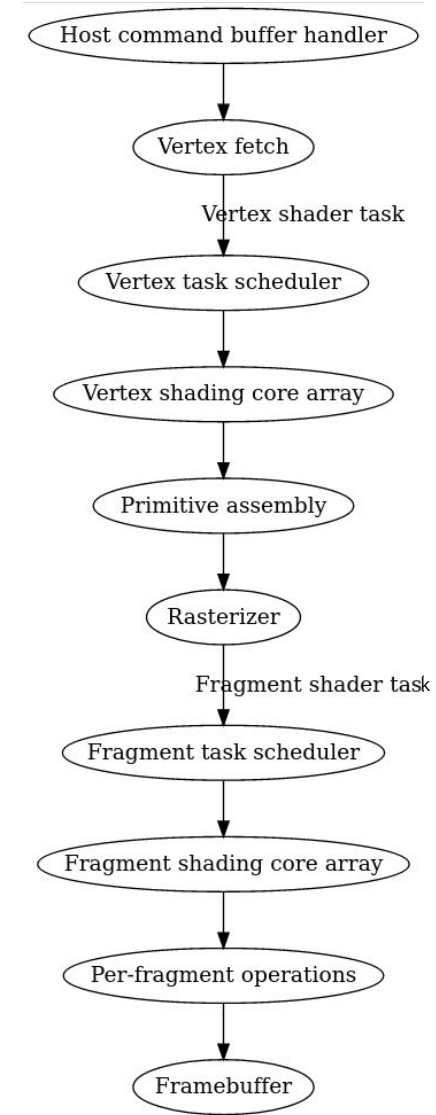 Host command buffer handler
Vertex fetch
Vertex shader task
Vertex task scheduler
Vertex shading core array
Primitive assembly
Rasterizer
Fragment shader task
Fragment task scheduler
Fragment shading core array
Per-fragment operations
Framebuffer